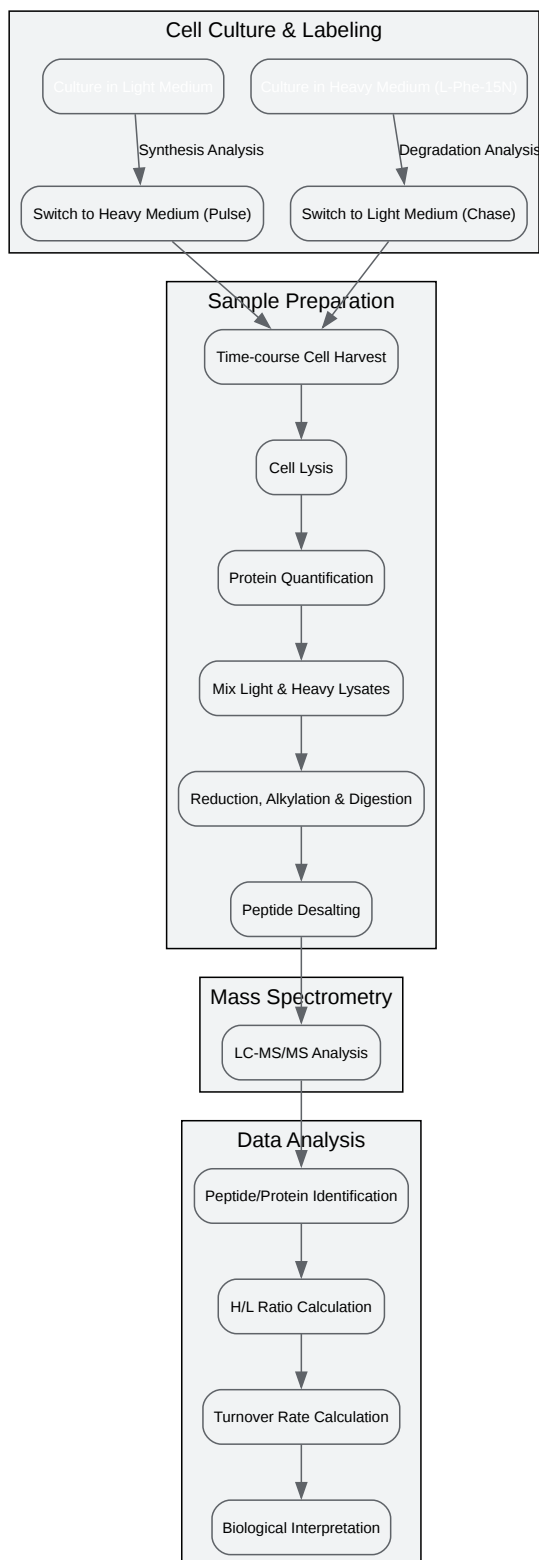 Cell Culture & Labeling
Culture in Light Medium
Culture in Heavy Medium (L-Phe-15N)
Synthesis Analysis
Degradation Analysis
Switch to Heavy Medium (Pulse)
Switch to Light Medium (Chase)
Sample Preparation
Time-course Cell Harvest
Cell Lysis
Protein Quantification
Mix Light & Heavy Lysates
Reduction, Alkylation & Digestion
Peptide Desalting
Mass Spectrometry
LC-MS/MS Analysis
Data Analysis
Peptide/Protein Identification
H/L Ratio Calculation
Turnover Rate Calculation
Biological Interpretation